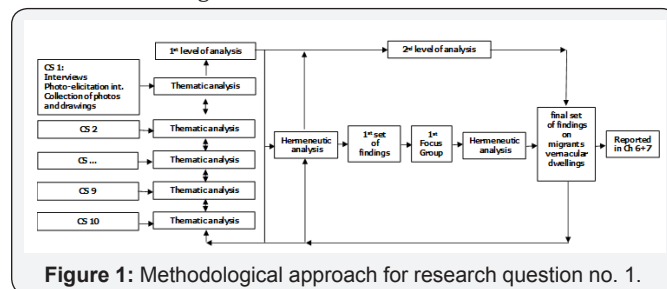 1st level of analysis
2nd level of analysis
CS 1:
Interviews
Photo-elicitation int.
Collection of photos
and drawings
Thematic analysis
CS 2
Thematic analysis
CS ...
Thematic analysis
CS 9
Thematic analysis
CS 10
Thematic analysis
Hermeneutic
analysis
1st set
of
findings
1st
Focus
Group
Hermeneutic
analysis
final set
of findings
on
migrants
vernacular
dwellings
Reported
in Ch 6+7
Figure 1: Methodological approach for research question no. 1.